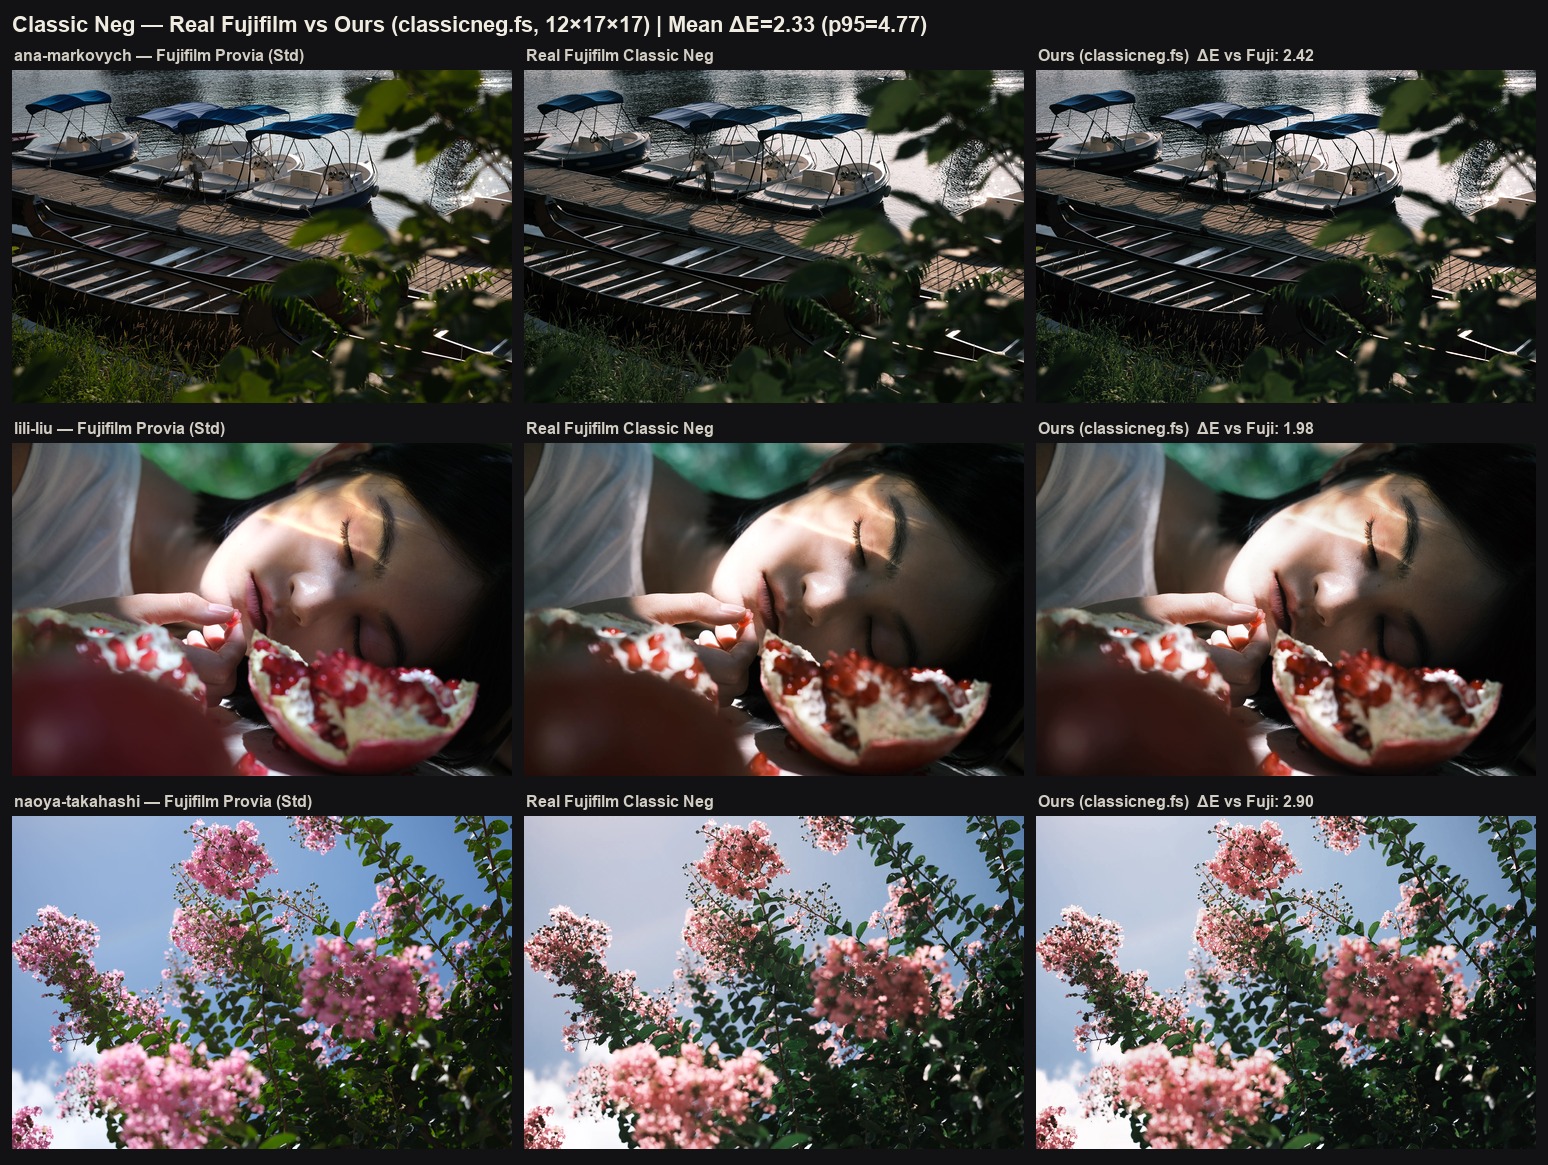 Classic Neg — Real Fujifilm vs Ours (classicneg.fs, 12×17×17) | Mean ΔE=2.33 (p95=4.77)
ana-markovych — Fujifilm Provia (Std)
Real Fujifilm Classic Neg
Ours (classicneg.fs)  ΔE vs Fuji: 2.42
lili-liu — Fujifilm Provia (Std)
Real Fujifilm Classic Neg
Ours (classicneg.fs)  ΔE vs Fuji: 1.98
naoya-takahashi — Fujifilm Provia (Std)
Real Fujifilm Classic Neg
Ours (classicneg.fs)  ΔE vs Fuji: 2.90